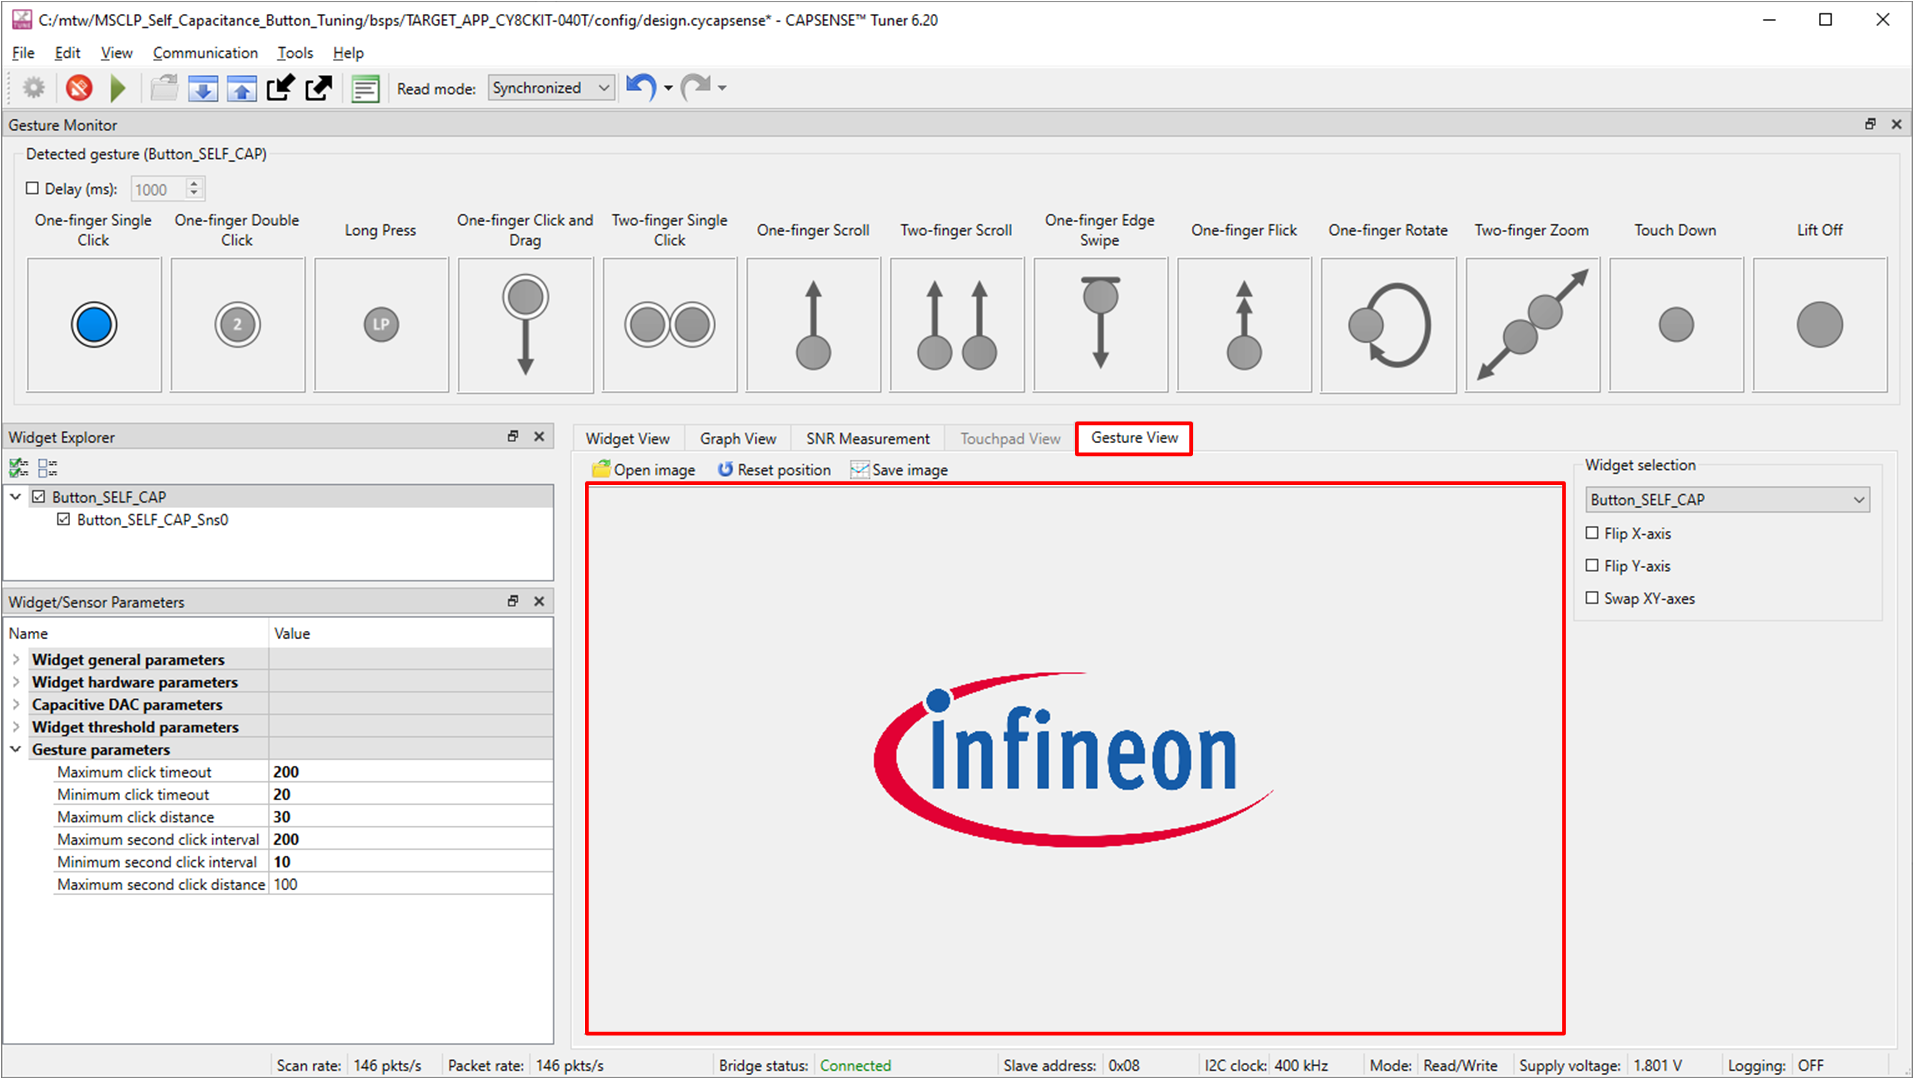 C:/mtw/MSCLP_Self_Capacitance_Button_Tuning/bsps/TARGET_APP_CY8CKIT-040T/config/design.cycapsense* - CAPSENSE™ Tuner 6.20
File Edit View Communication Tools Help
Read mode: Synchronized
Gesture Monitor
Detected gesture (Button_SELF_CAP)
Delay (ms): 1000
One-finger Single Click
One-finger Double Click
Long Press
One-finger Click and Drag
Two-finger Single Click
One-finger Scroll
Two-finger Scroll
One-finger Edge Swipe
One-finger Flick
One-finger Rotate
Two-finger Zoom
Touch Down
Lift Off
2
LP
Widget Explorer
Button_SELF_CAP
Button_SELF_CAP_Sns0
Widget/Sensor Parameters
Name Value
Widget general parameters
Widget hardware parameters
Capacitive DAC parameters
Widget threshold parameters
Gesture parameters
Maximum click timeout 200
Minimum click timeout 20
Maximum click distance 30
Maximum second click interval 200
Minimum second click interval 10
Maximum second click distance 100
Widget View Graph View SNR Measurement Touchpad View Gesture View
Open image Reset position Save image
infineon
Widget selection
Button_SELF_CAP
Flip X-axis
Flip Y-axis
Swap XY-axes
Scan rate: 146 pkts/s Packet rate: 146 pkts/s Bridge status: Connected Slave address: 0x08 I2C clock: 400 kHz Mode: Read/Write Supply voltage: 1.801 V Logging: OFF